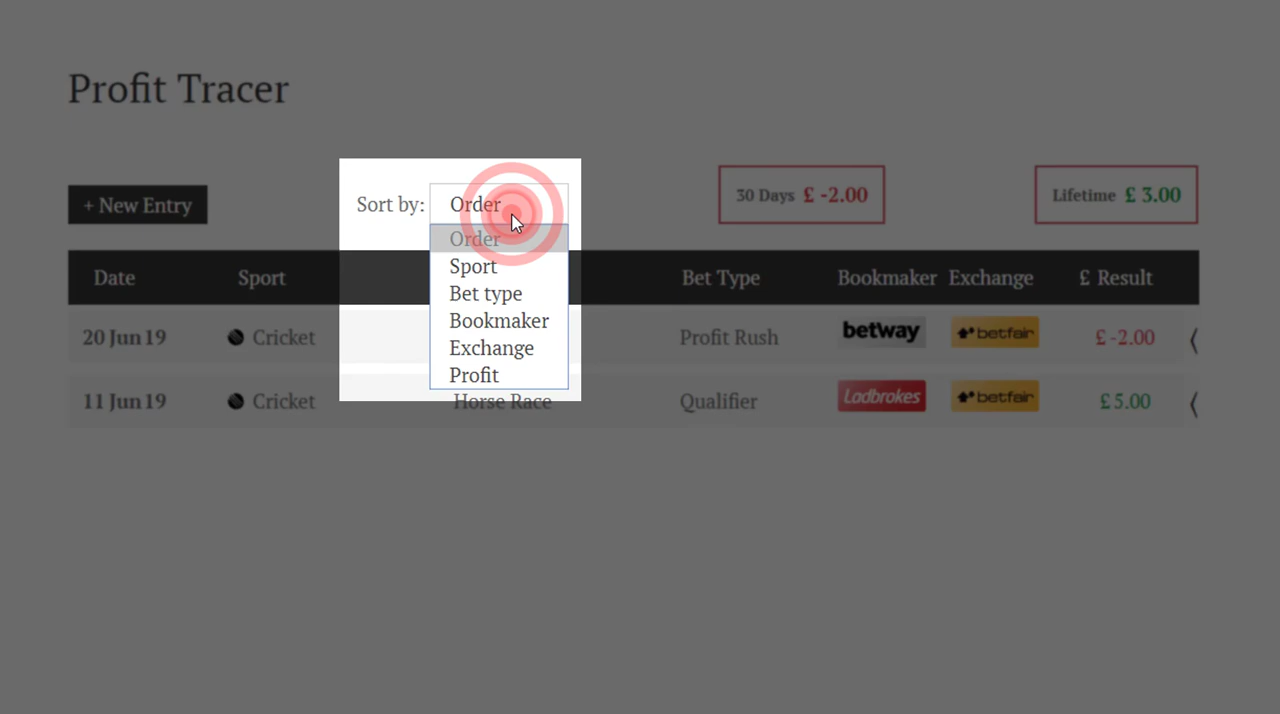 Profit Tracer
+ New Entry
Sort by: Order
30 Days £ -2.00
Lifetime £ 3.00
Order
Sport
Bet type
Bookmaker
Exchange
Profit
Date Sport Bet Type Bookmaker Exchange £ Result
20 Jun 19 Cricket Profit Rush betway betfair £ -2.00
11 Jun 19 Cricket Horse Race Qualifier Ladbrokes betfair £ 5.00